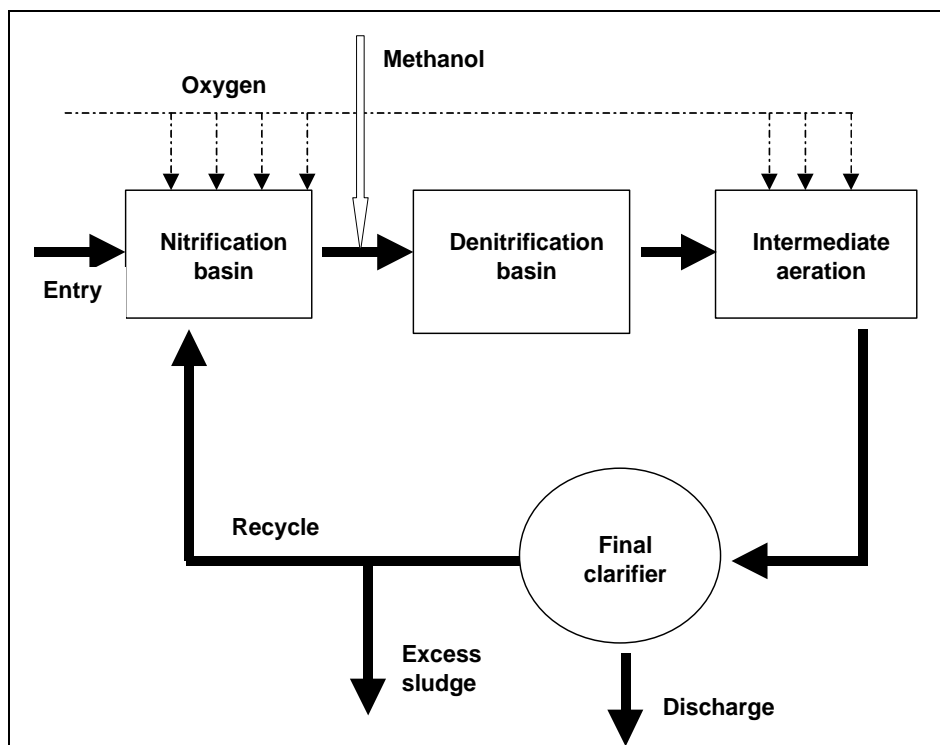 Methanol
Oxygen
Nitrification
basin
Denitrification
basin
Intermediate
aeration
Entry
Recycle
Final
clarifier
Excess
sludge
Discharge